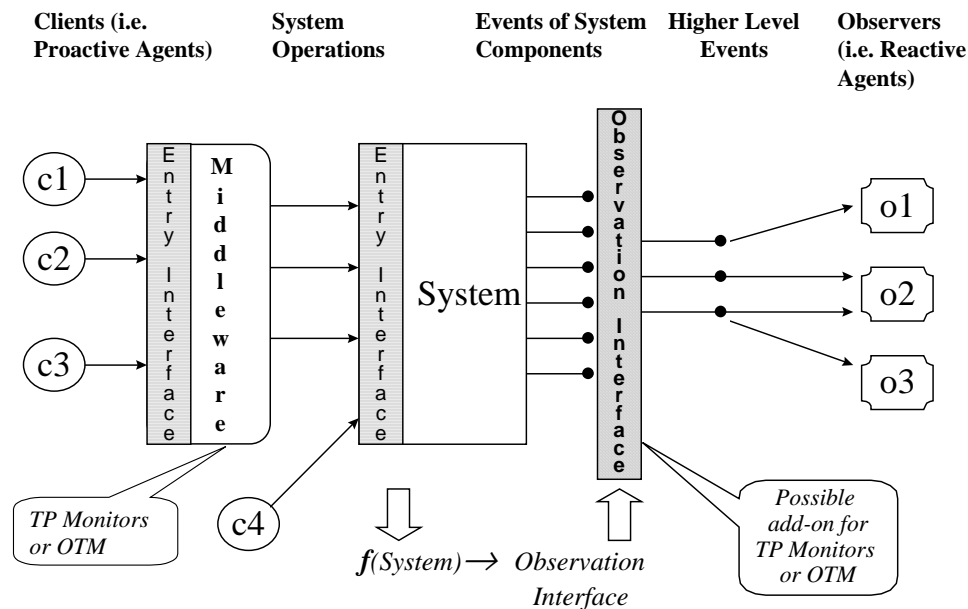 Clients (i.e.
Proactive Agents)
System
Operations
Events of System
Components
Higher Level
Events
Observers
(i.e. Reactive
Agents)
c1
c2
c3
c4
Entry Interface
Middleware
Entry Interface
System
Observation Interface
o1
o2
o3
TP Monitors
or OTM
f(System) → Observation
Interface
Possible
add-on for
TP Monitors
or OTM